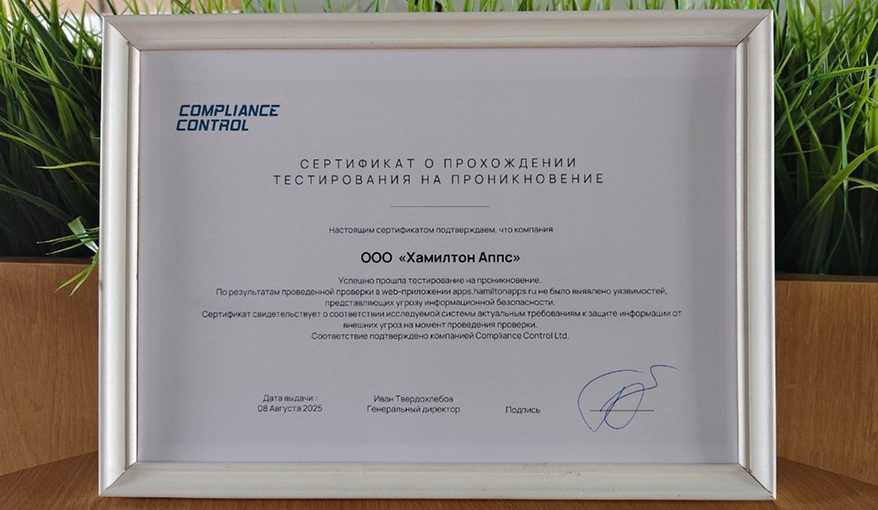 COMPLIANCE
CONTROL
СЕРТИФИКАТ О ПРОХОЖДЕНИИ
ТЕСТИРОВАНИЯ НА ПРОНИКНОВЕНИЕ
Настоящим сертификатом подтверждаем, что компания
ООО «Хамилтон Аппс»
Успешно прошла тестирование на проникновение.
По результатам проведенной проверки в web-приложении apps.hamiltonapps.ru не было выявлено уязвимостей,
представляющих угрозу информационной безопасности.
Сертификат свидетельствует о соответствии исследуемой системы актуальным требованиям к защите информации от
внешних угроз на момент проведения проверки.
Соответствие подтверждено компанией Compliance Control Ltd.
Дата выдачи :
08 Августа 2025
Иван Твердохлебов
Генеральный директор
Подпись